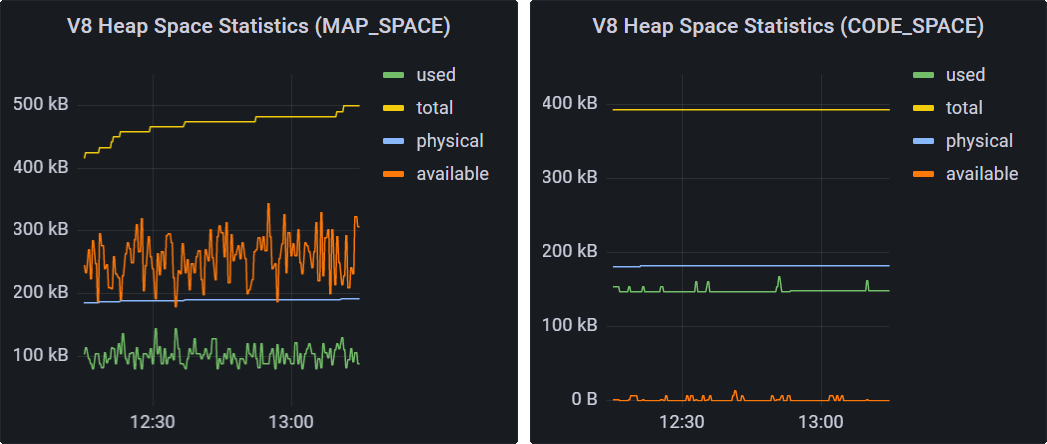 V8 Heap Space Statistics (MAP_SPACE)
used
total
physical
available
500 kB
400 kB
300 kB
200 kB
100 kB
12:30 13:00
V8 Heap Space Statistics (CODE_SPACE)
used
total
physical
available
400 kB
300 kB
200 kB
100 kB
0 B
12:30 13:00